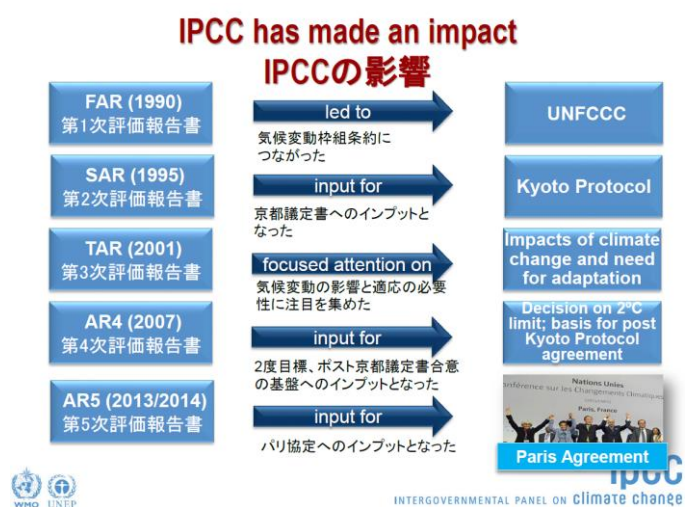 IPCC has made an impact
IPCCの影響
FAR (1990)
第1次評価報告書
led to
気候変動枠組条約に
つながった
UNFCCC
SAR (1995)
第2次評価報告書
input for
京都議定書へのインプットと
なった
Kyoto Protocol
TAR (2001)
第3次評価報告書
focused attention on
気候変動の影響と適応の必要
性に注目を集めた
Impacts of climate
change and need
for adaptation
AR4 (2007)
第4次評価報告書
input for
2度目標、ポスト京都議定書合意
の基盤へのインプットとなった
Decision on 2ºC
limit; basis for post
Kyoto Protocol
agreement
AR5 (2013/2014)
第5次評価報告書
input for
パリ協定へのインプットとなった
Nations Unies
onférence sur les Changements Climatiques
Paris, France
Paris Agreement
WMO
UNEP
ipcc
INTERGOVERNMENTAL PANEL ON climate change